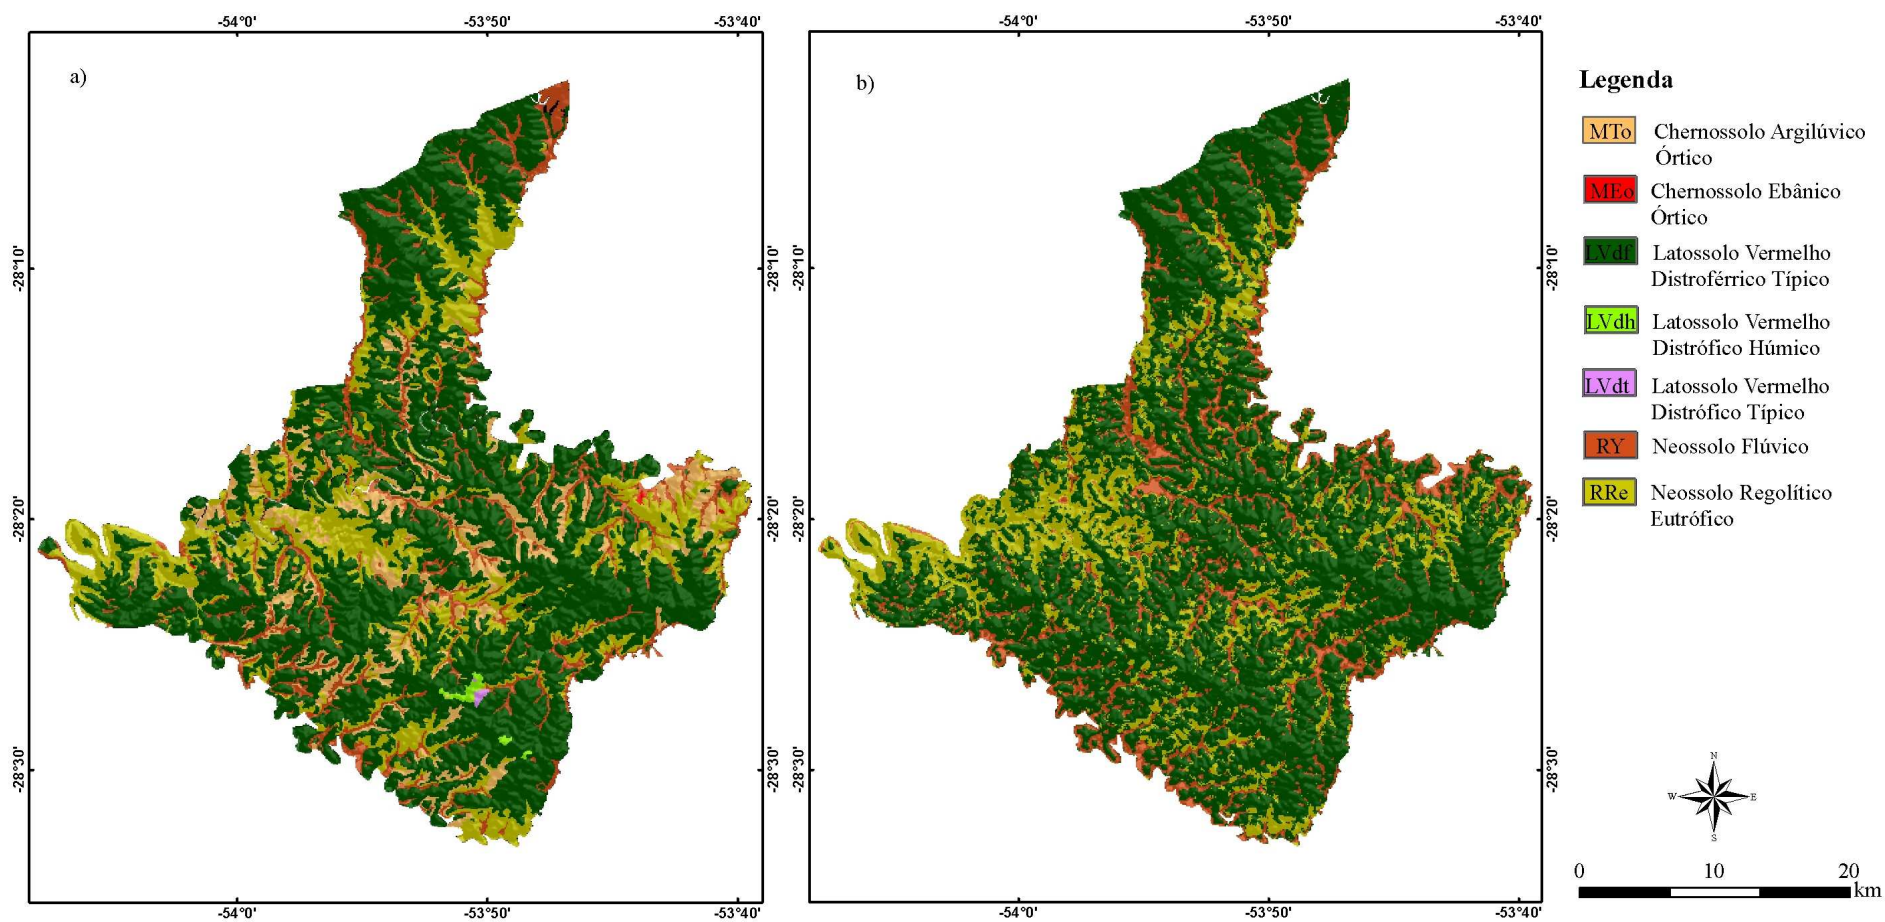 -54°0'
-53°50'
-53°40'
-54°0'
-53°50'
-53°40'
a)
b)
-28°10'
-28°10'
-28°10'
-28°20'
-28°20'
-28°20'
-28°30'
-28°30'
-28°30'
-54°0'
-53°50'
-53°40'
-54°0'
-53°50'
-53°40'
Legenda
MTo
Chernossolo Argilúvico
Órtico
MEo
Chernossolo Ebânico
Órtico
LVdf
Latossolo Vermelho
Distroférrico Típico
LVdh
Latossolo Vermelho
Distrófico Húmico
LVdt
Latossolo Vermelho
Distrófico Típico
RY
Neossolo Flúvico
RRe
Neossolo Regolítico
Eutrófico
N
W
E
S
0
10
20
km